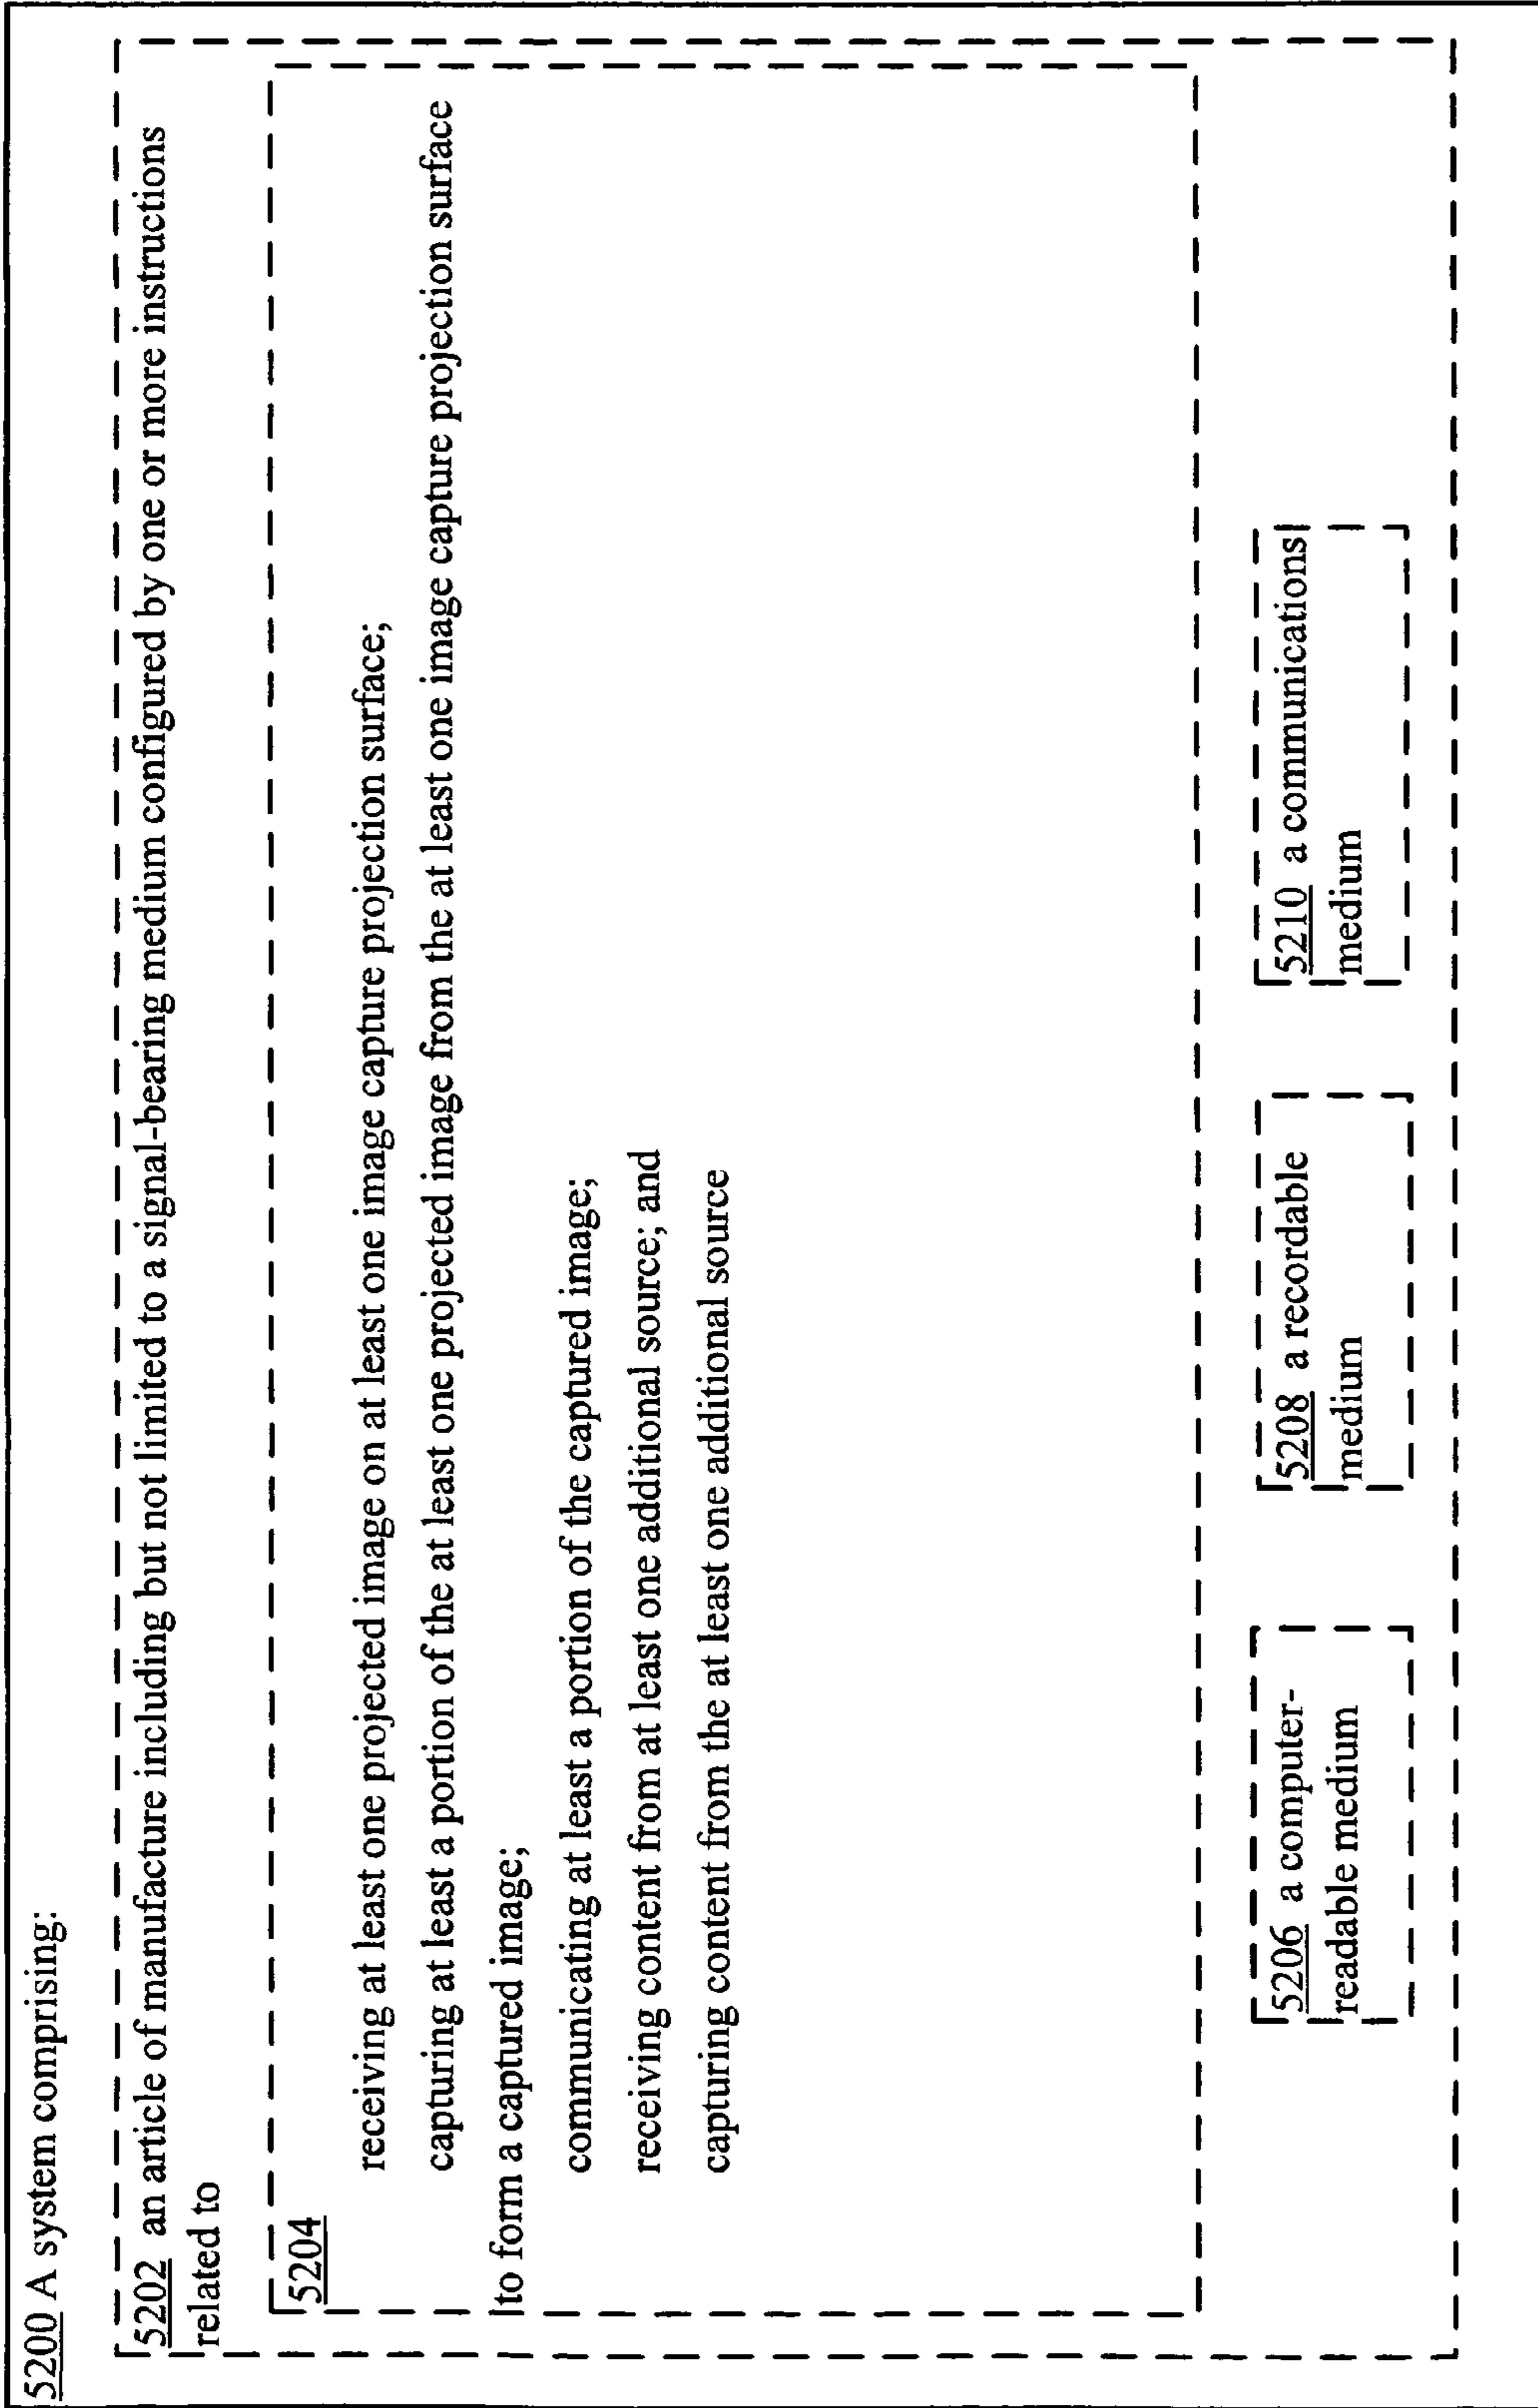 5200 A system comprising:
5202 an article of manufacture including but not limited to a signal-bearing medium configured by one or more instructions
related to
5204
receiving at least one projected image on at least one image capture projection surface;
capturing at least a portion of the at least one projected image from the at least one image capture projection surface
to form a captured image;
communicating at least a portion of the captured image;
receiving content from at least one additional source; and
capturing content from the at least one additional source
5206 a computer-
readable medium
5208 a recordable
medium
5210 a communications
medium